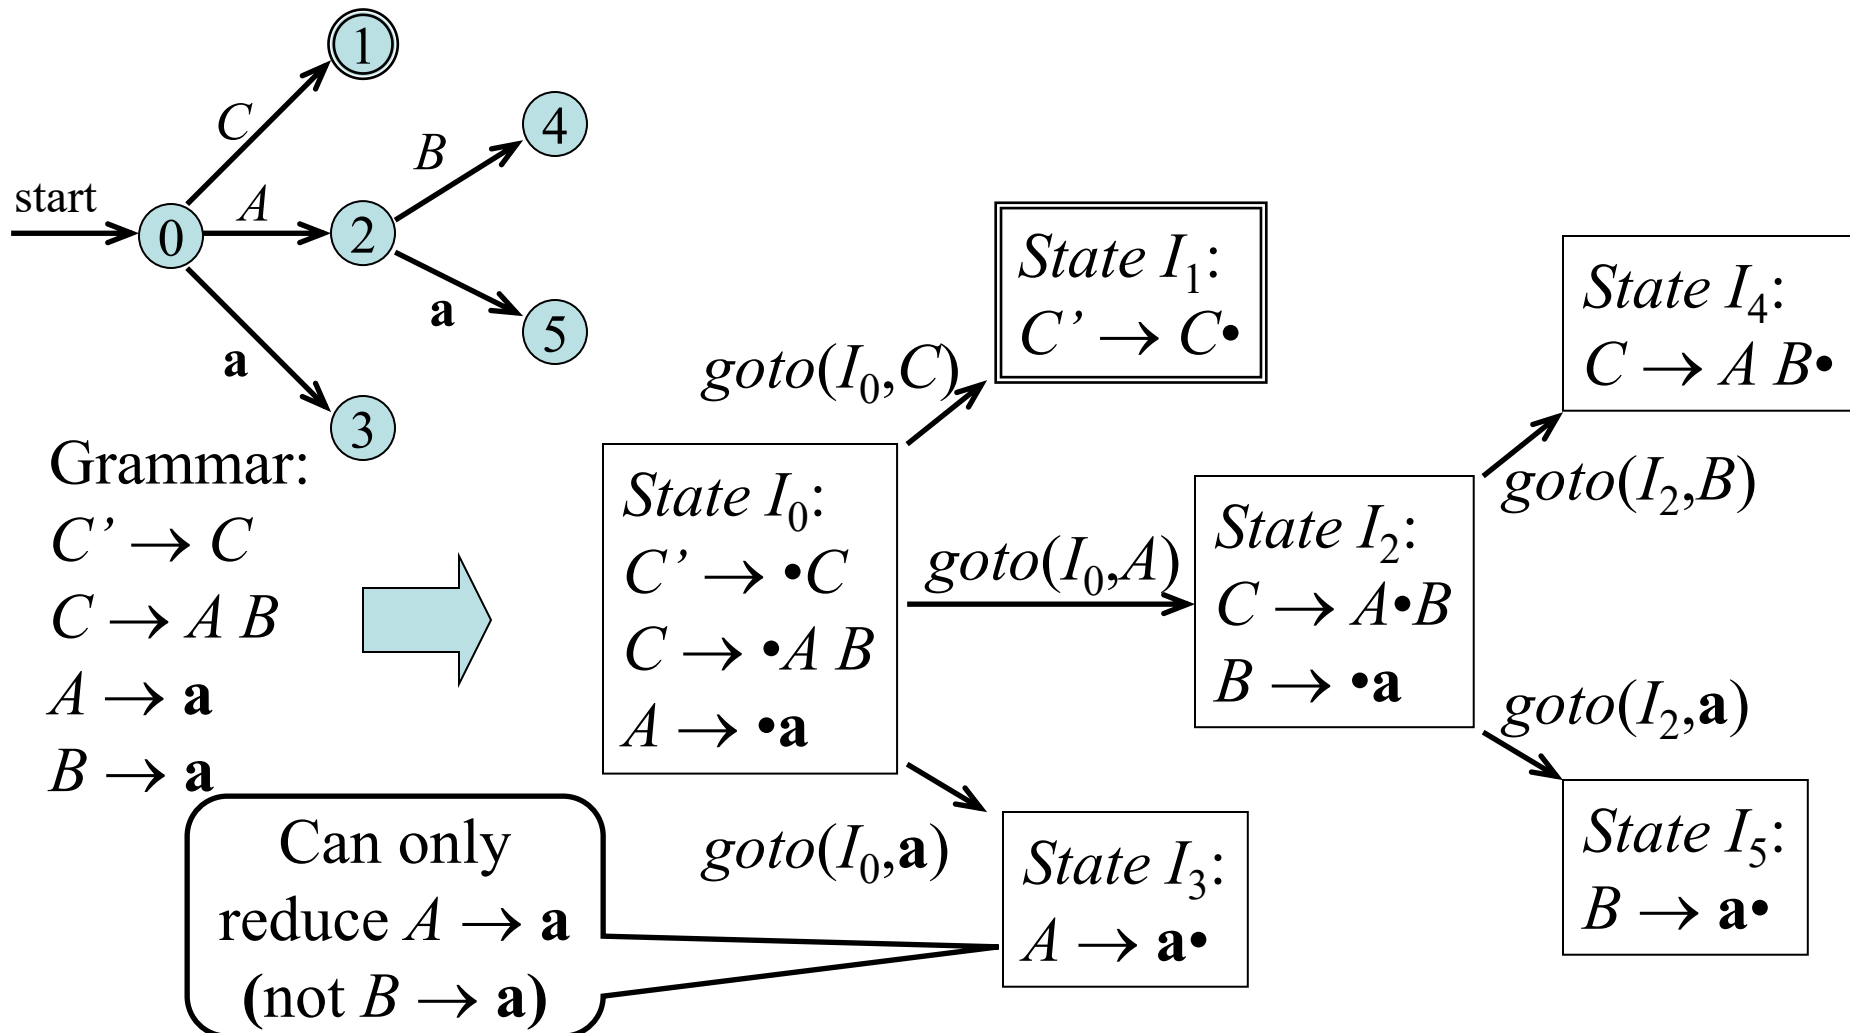 start
C
A
a
B
a
0
1
2
3
4
5
Grammar:
C’ → C
C → A B
A → a
B → a
State I₀:
C’ → •C
C → •A B
A → •a
goto(I₀,C)
State I₁:
C’ → C•
goto(I₀,A)
State I₂:
C → A•B
B → •a
goto(I₀,a)
State I₃:
A → a•
goto(I₂,B)
State I₄:
C → A B•
goto(I₂,a)
State I₅:
B → a•
Can only
reduce A → a
(not B → a)